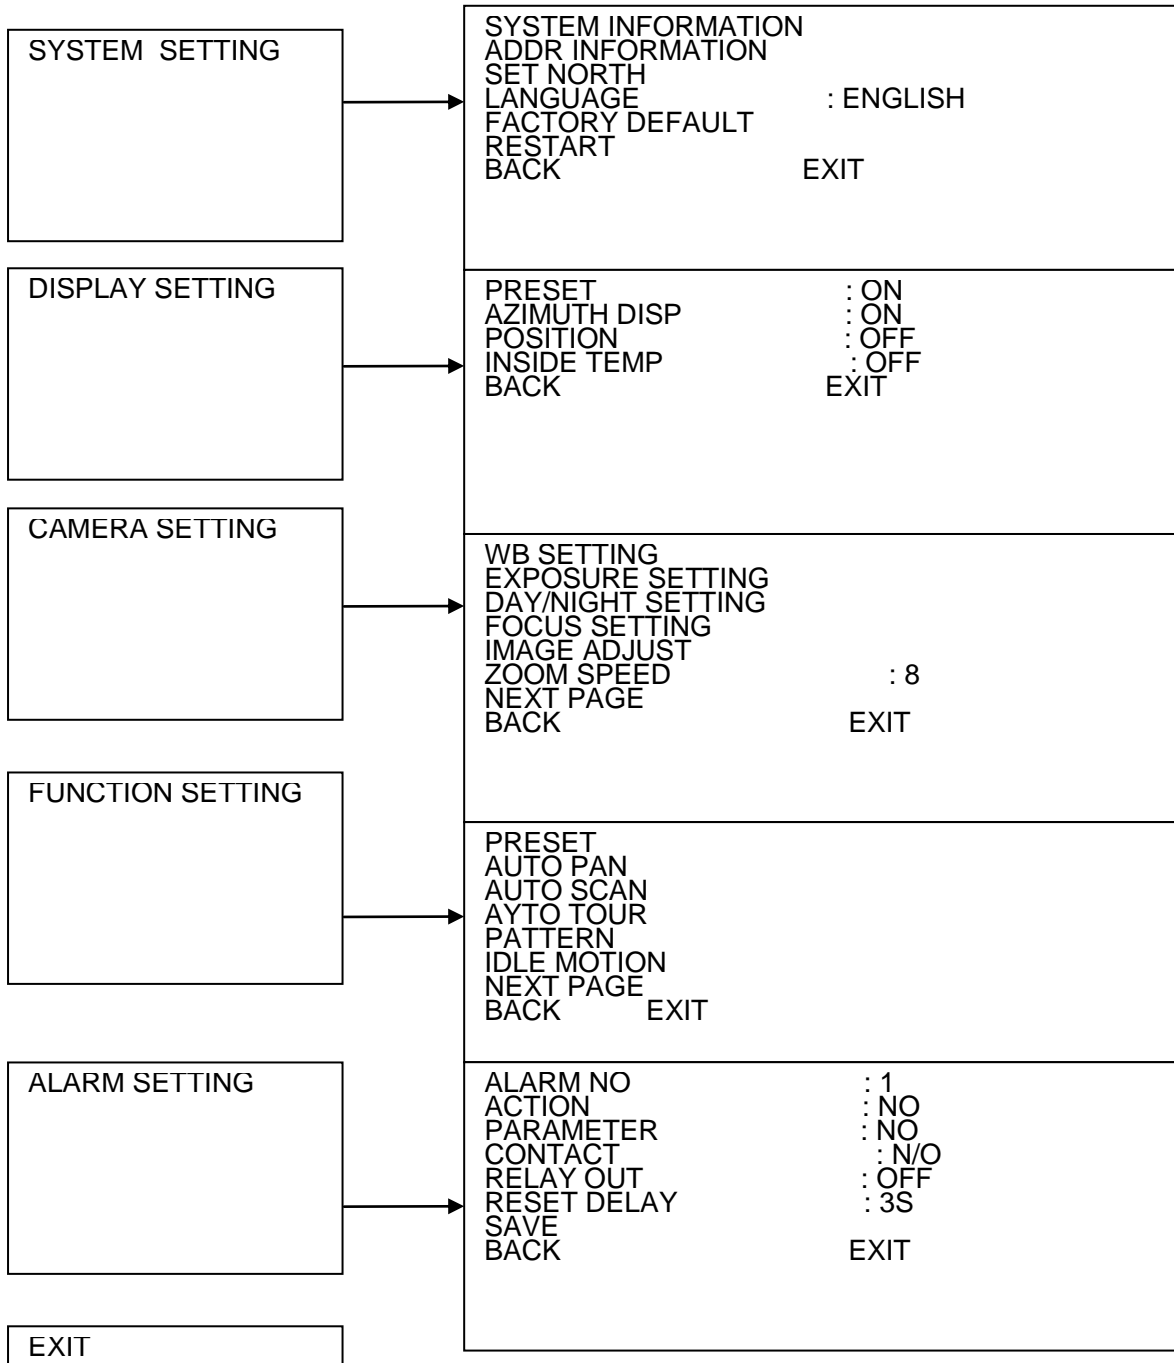 SYSTEM SETTING
SYSTEM INFORMATION
ADDR INFORMATION
SET NORTH
LANGUAGE : ENGLISH
FACTORY DEFAULT
RESTART
BACK EXIT
DISPLAY SETTING
PRESET : ON
AZIMUTH DISP : ON
POSITION : OFF
INSIDE TEMP : OFF
BACK EXIT
CAMERA SETTING
WB SETTING
EXPOSURE SETTING
DAY/NIGHT SETTING
FOCUS SETTING
IMAGE ADJUST
ZOOM SPEED : 8
NEXT PAGE
BACK EXIT
FUNCTION SETTING
PRESET
AUTO PAN
AUTO SCAN
AYTO TOUR
PATTERN
IDLE MOTION
NEXT PAGE
BACK EXIT
ALARM SETTING
ALARM NO : 1
ACTION : NO
PARAMETER : NO
CONTACT : N/O
RELAY OUT : OFF
RESET DELAY : 3S
SAVE
BACK EXIT
EXIT